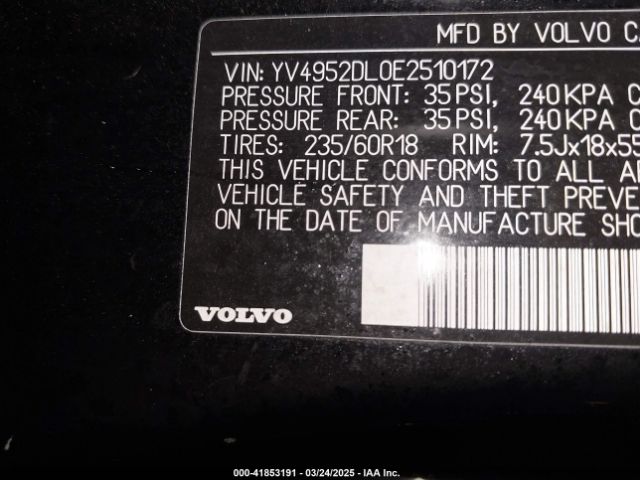 MFD BY VOLVO
VIN: YV4952DL0E2510172
PRESSURE FRONT: 35 PSI, 240 KPA
PRESSURE REAR: 35 PSI, 240 KPA
TIRES: 235/60R18 RIM: 7.5Jx18x55
THIS VEHICLE CONFORMS TO ALL
VEHICLE SAFETY AND THEFT PREVE
ON THE DATE OF MANUFACTURE SHO
VOLVO
000-41853191 - 03/24/2025 - IAA Inc.